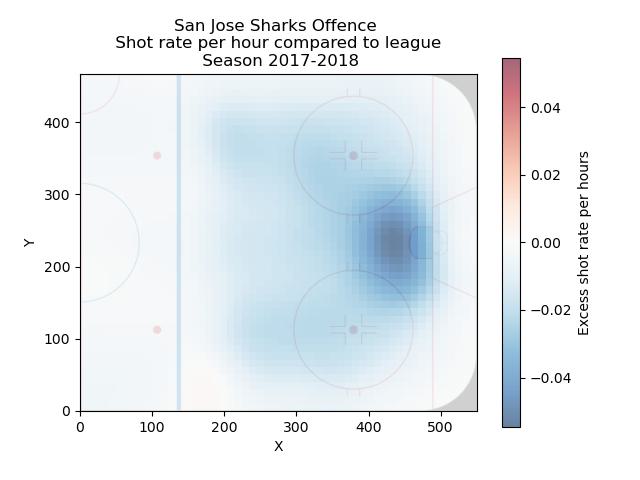 San Jose Sharks Offence
Shot rate per hour compared to league
Season 2017-2018
400
300
200
100
0
Y
0 100 200 300 400 500
X
0.04
0.02
0.00
−0.02
−0.04
Excess shot rate per hours